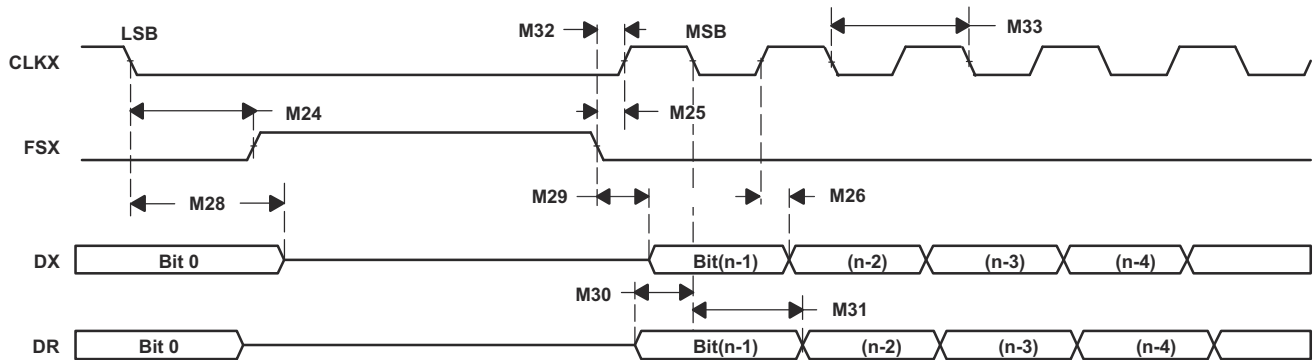 LSB
M32
MSB
M33
CLKX
M24
M25
FSX
M28
M29
M26
DX
Bit 0
Bit(n-1)
(n-2)
(n-3)
(n-4)
M30
M31
DR
Bit 0
Bit(n-1)
(n-2)
(n-3)
(n-4)